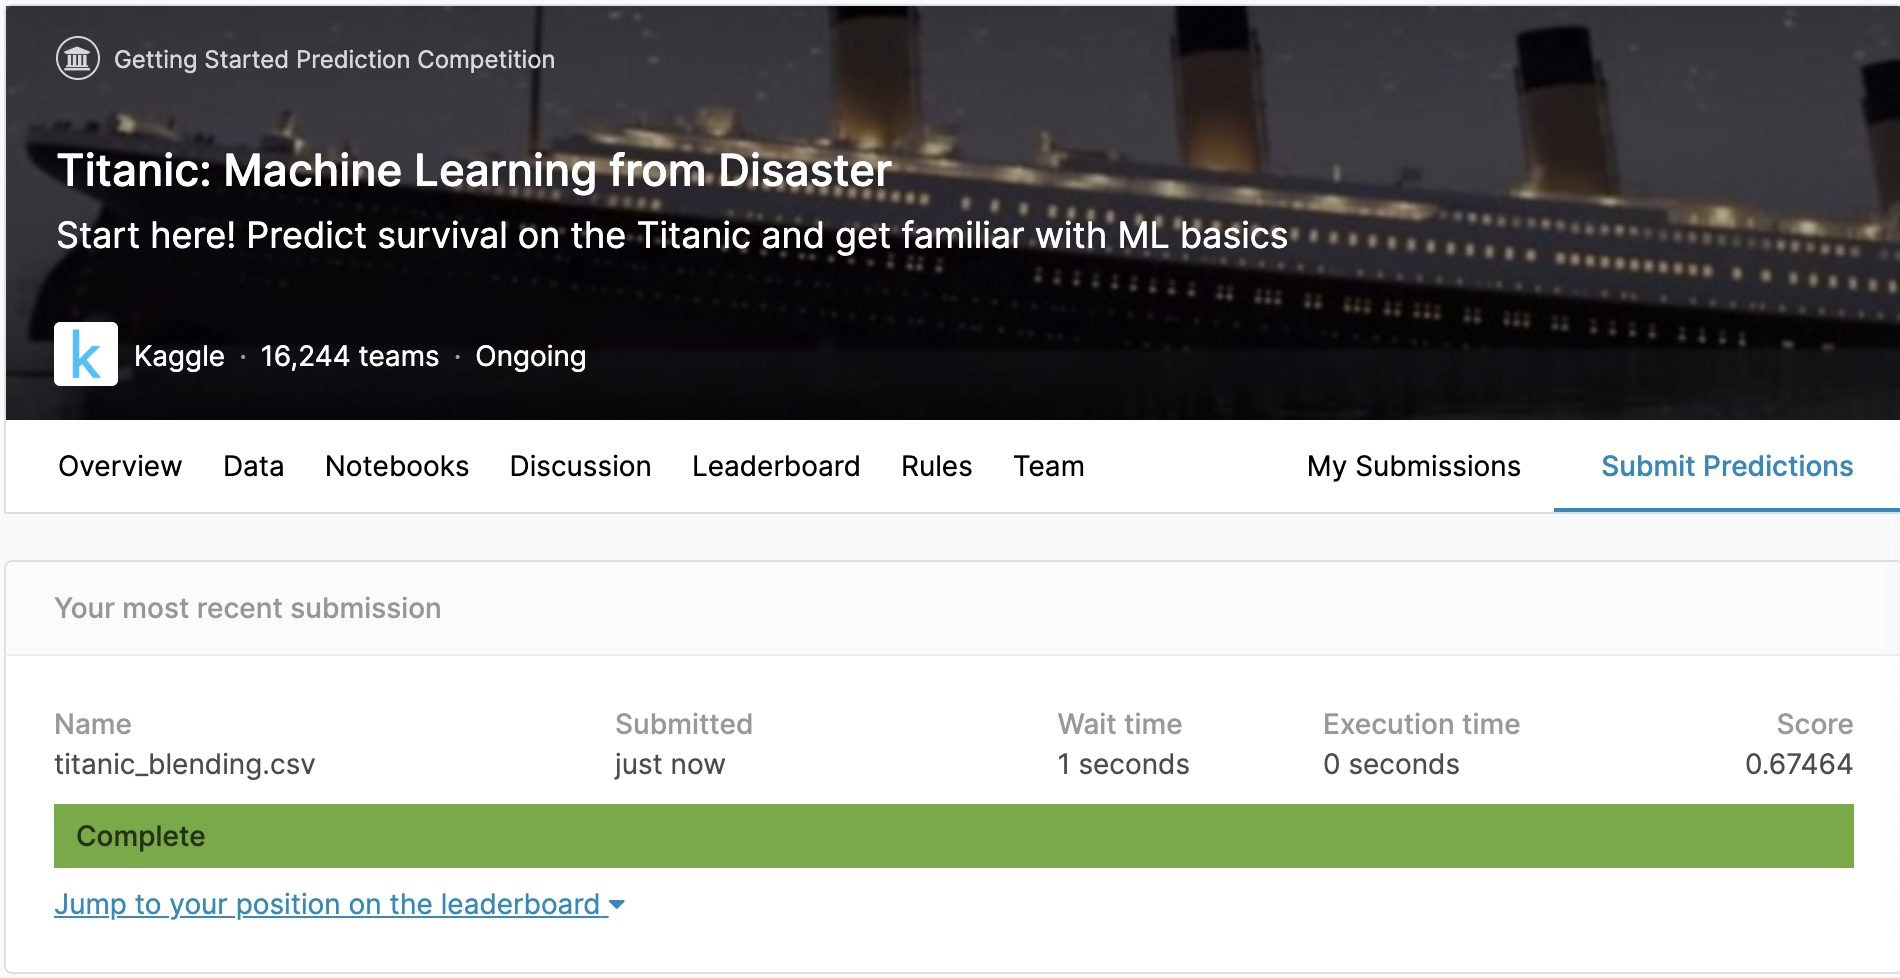 Getting Started Prediction Competition
Titanic: Machine Learning from Disaster
Start here! Predict survival on the Titanic and get familiar with ML basics
k
Kaggle · 16,244 teams · Ongoing
Overview Data Notebooks Discussion Leaderboard Rules Team My Submissions Submit Predictions
Your most recent submission
Name Submitted Wait time Execution time Score
titanic_blending.csv just now 1 seconds 0 seconds 0.67464
Complete
Jump to your position on the leaderboard